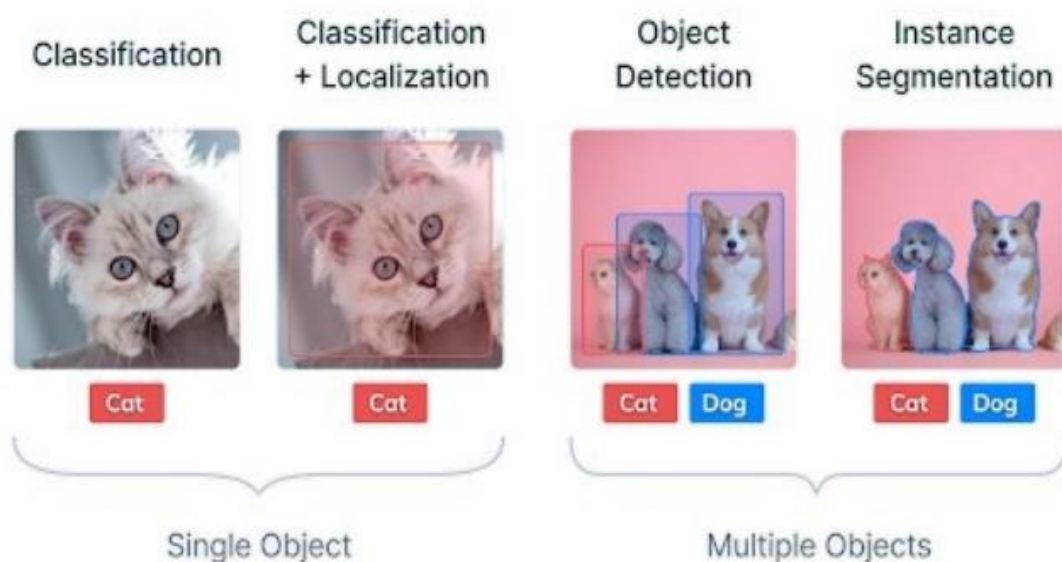 Classification
Classification
+ Localization
Object
Detection
Instance
Segmentation
Cat
Cat
Cat
Dog
Cat
Dog
Single Object
Multiple Objects